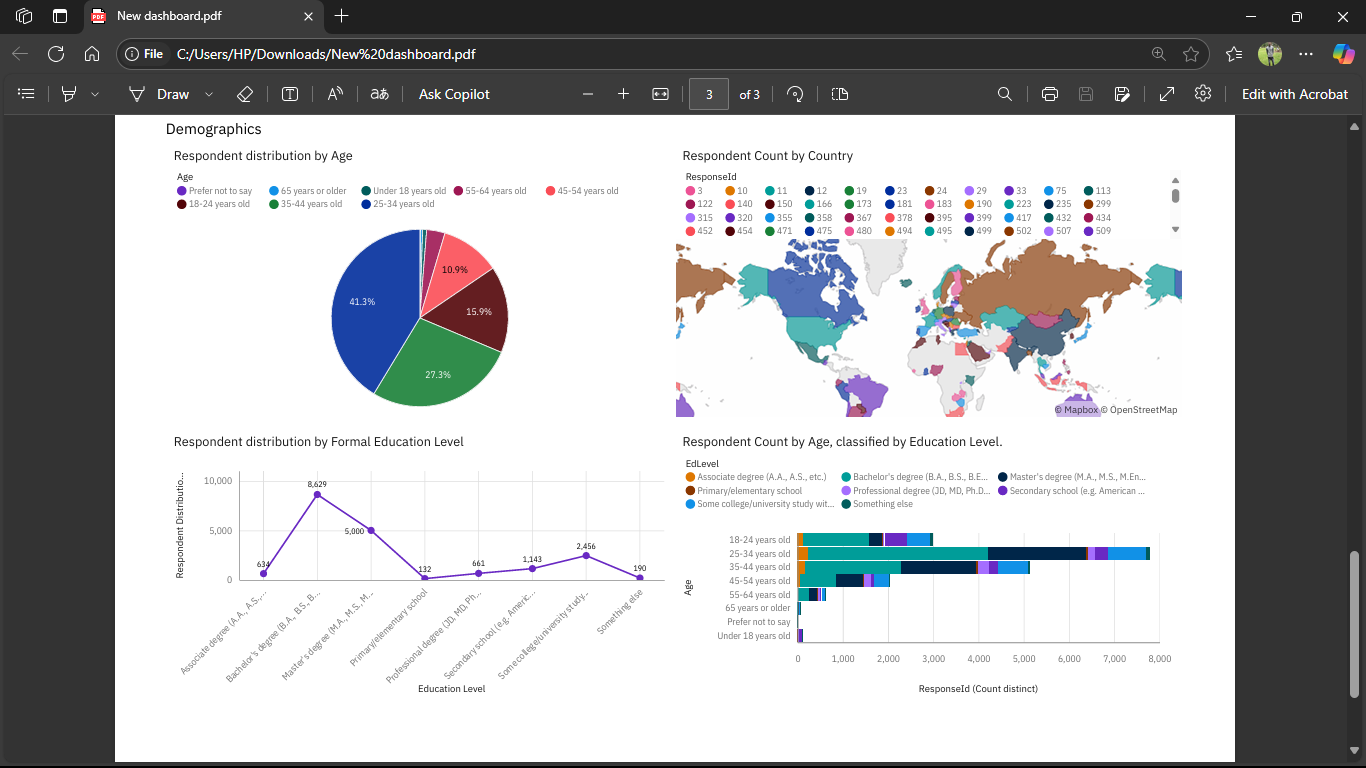 New dashboard.pdf
File C:/Users/HP/Downloads/New%20dashboard.pdf
Draw
Ask Copilot
3 of 3
Edit with Acrobat
Demographics
Respondent distribution by Age
Age
Prefer not to say 65 years or older Under 18 years old 55-64 years old 45-54 years old
18-24 years old 35-44 years old 25-34 years old
10.9%
41.3%
15.9%
27.3%
Respondent Count by Country
ResponseId
3 10 11 12 19 23 24 29 33 75 113
122 140 150 166 173 181 183 190 223 235 299
315 320 355 358 367 378 395 399 417 432 434
452 454 471 475 480 494 495 499 502 507 509
© Mapbox © OpenStreetMap
Respondent distribution by Formal Education Level
Respondent Distributio...
10,000
5,000
0
634
8,629
5,000
132
661
1,143
2,456
190
Associate degree (A.A., A.S.,...
Bachelor's degree (B.A., B.S., B...
Master's degree (M.A., M.S., M...
Primary/elementary school
Professional degree (JD, MD, Ph...
Secondary school (e.g. Americ...
Some college/university study...
Something else
Education Level
Respondent Count by Age, classified by Education Level.
EdLevel
Associate degree (A.A., A.S., etc.) Bachelor's degree (B.A., B.S., B.E... Master's degree (M.A., M.S., M.En...
Primary/elementary school Professional degree (JD, MD, Ph.D... Secondary school (e.g. American ...
Some college/university study wit... Something else
Age
18-24 years old
25-34 years old
35-44 years old
45-54 years old
55-64 years old
65 years or older
Prefer not to say
Under 18 years old
0 1,000 2,000 3,000 4,000 5,000 6,000 7,000 8,000
ResponseId (Count distinct)